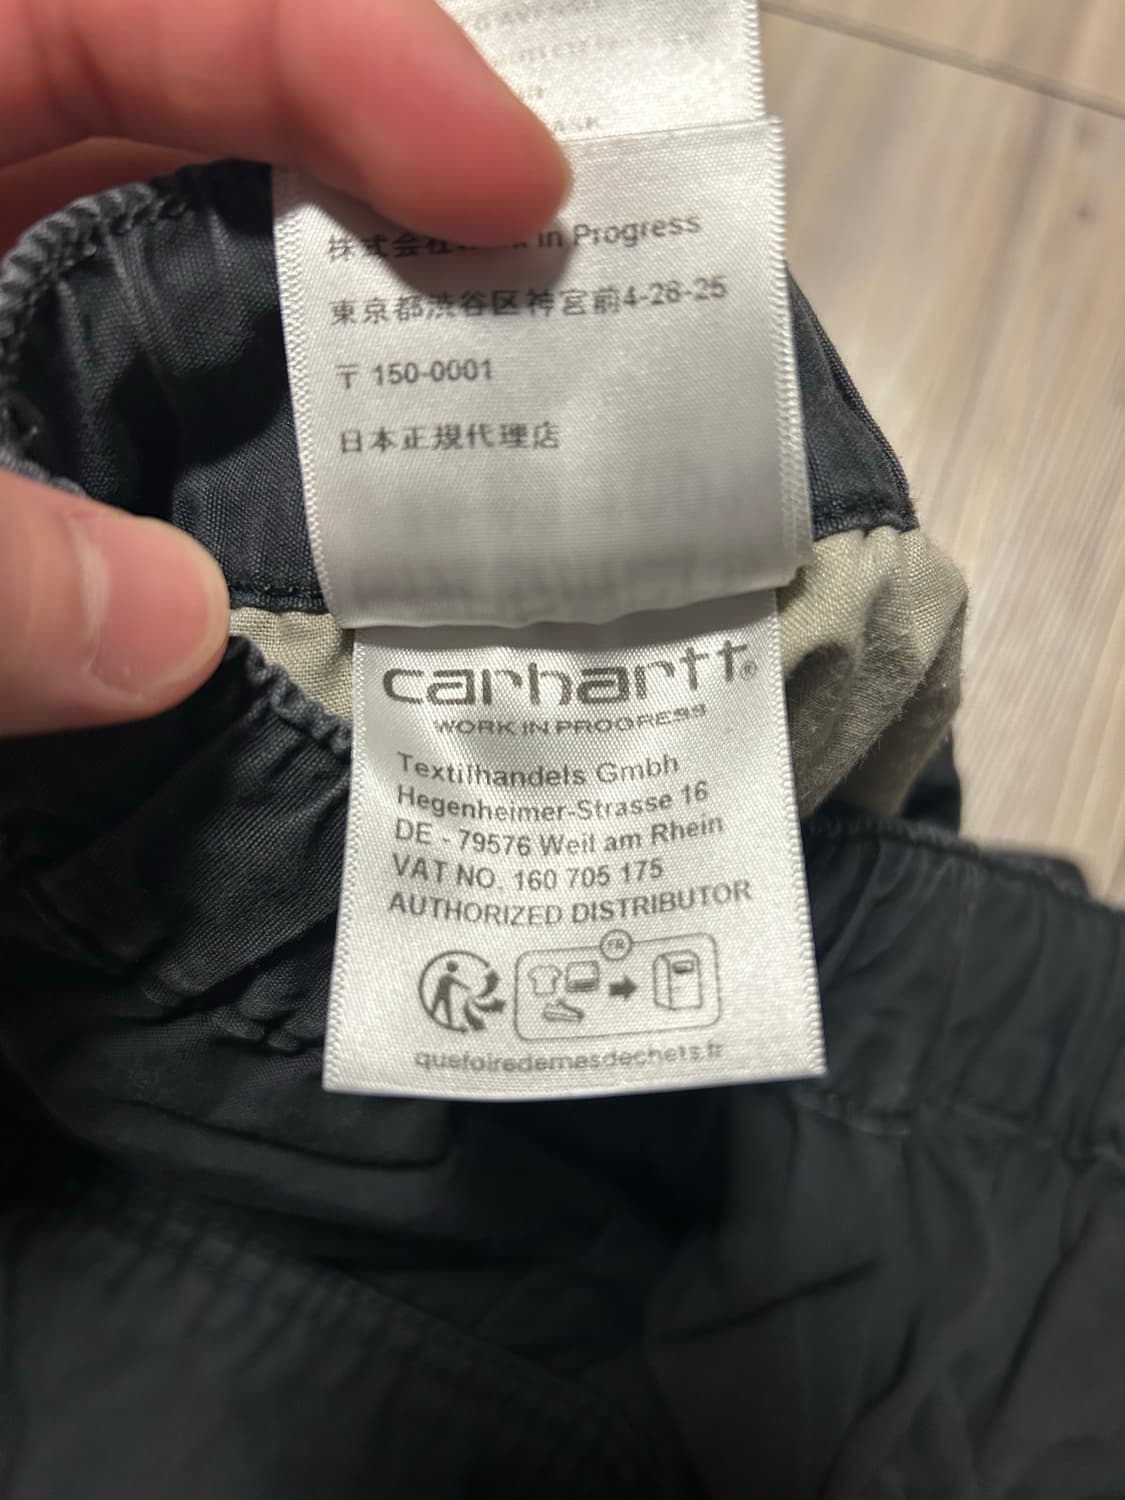 株式会社 in Progress
東京都渋谷区神宮前4-26-25
〒 150-0001
日本正規代理店
carhartt®
WORK IN PROGRESS
Textilhandels Gmbh
Hegenheimer-Strasse 16
DE - 79576 Weil am Rhein
VAT NO. 160 705 175
AUTHORIZED DISTRIBUTOR
FR
quefairedemesdechets.fr